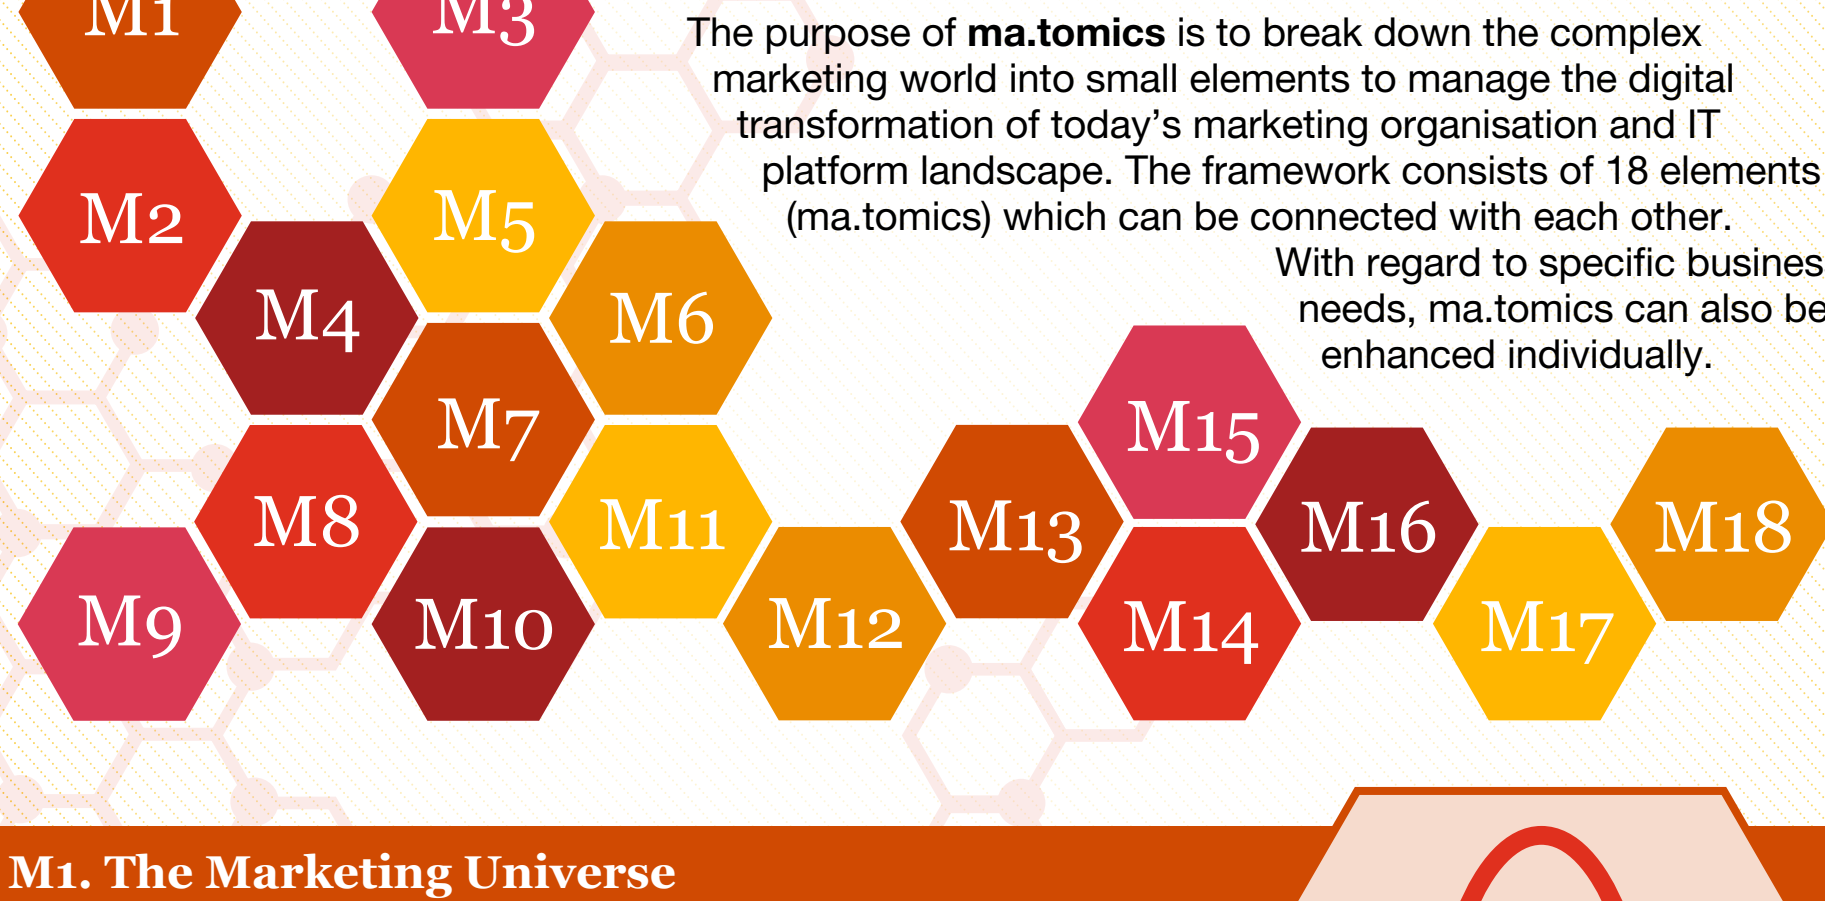 M1
M3
The purpose of ma.tomics is to break down the complex
marketing world into small elements to manage the digital
transformation of today's marketing organisation and IT
platform landscape. The framework consists of 18 elements
(ma.tomics) which can be connected with each other.
With regard to specific busines
needs, ma.tomics can also be
enhanced individually.
M2
M5
M4
M6
M7
M15
M8
M11
M13
M16
M18
M9
M10
M12
M14
M17
M1. The Marketing Universe